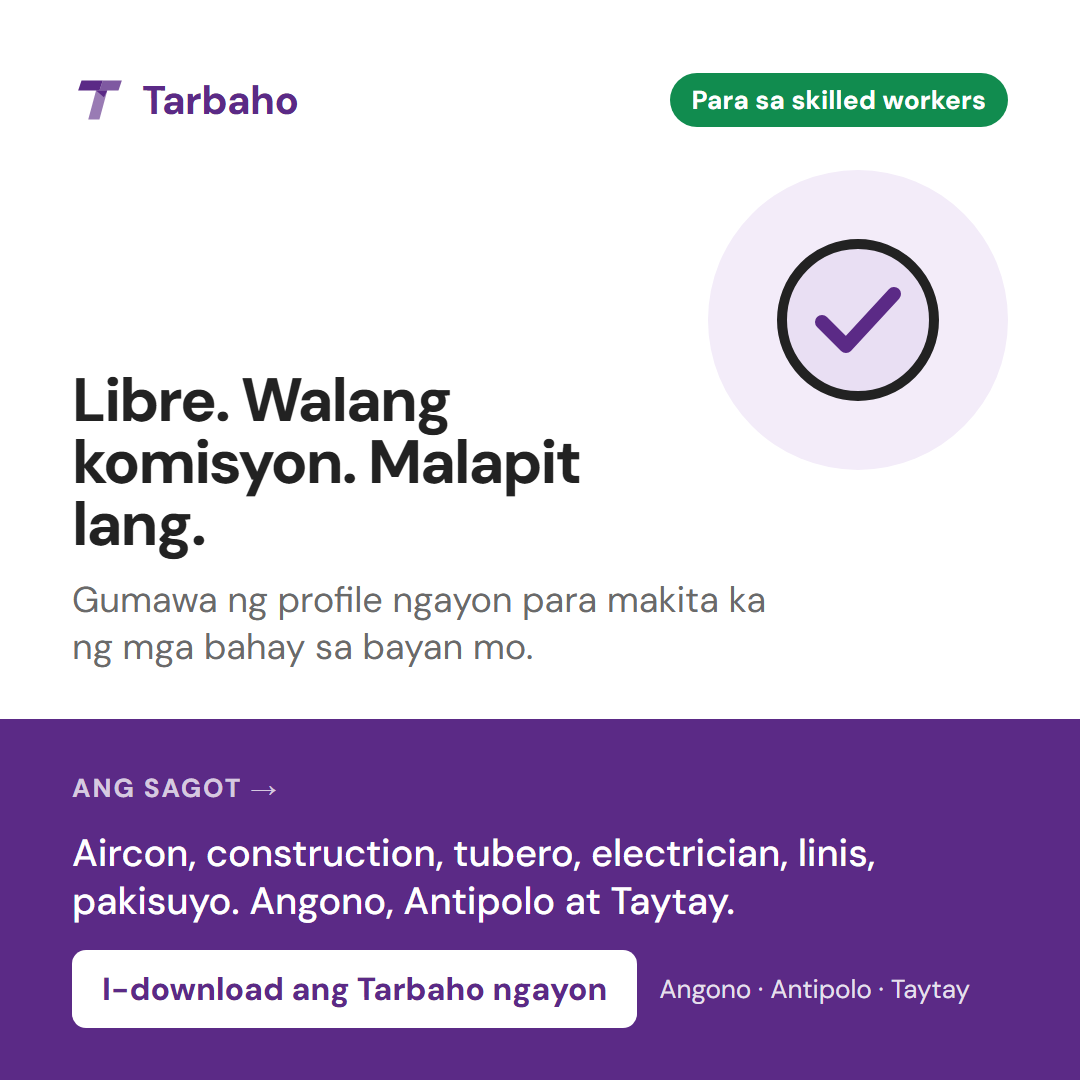 Tarbaho
Para sa skilled workers
Libre. Walang
komisyon. Malapit
lang.
Gumawa ng profile ngayon para makita ka
ng mga bahay sa bayan mo.
ANG SAGOT →
Aircon, construction, tubero, electrician, linis,
pakisuyo. Angono, Antipolo at Taytay.
I-download ang Tarbaho ngayon
Angono · Antipolo · Taytay